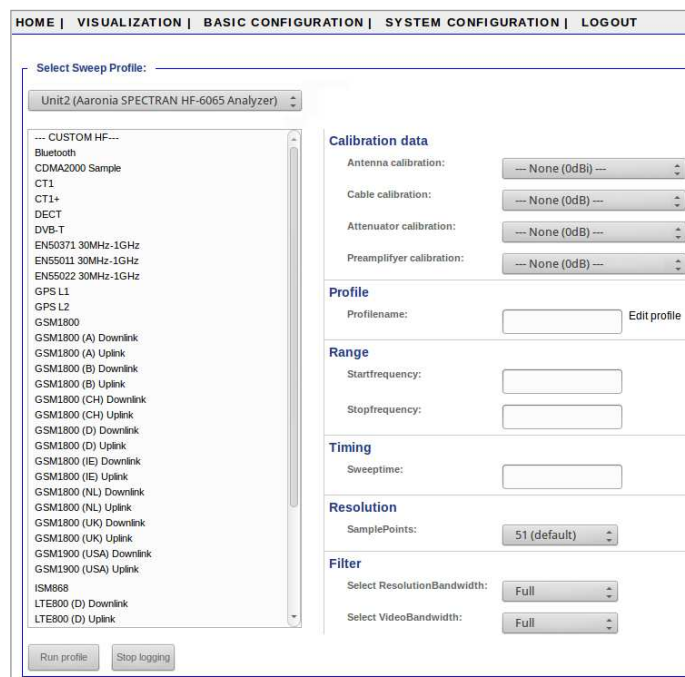 HOME | VISUALIZATION | BASIC CONFIGURATION | SYSTEM CONFIGURATION | LOGOUT
Select Sweep Profile:
Unit2 (Aaronia SPECTRAN HF-6065 Analyzer)
--- CUSTOM HF---
Bluetooth
CDMA2000 Sample
CT1
CT1+
DECT
DVB-T
EN50371 30MHz-1GHz
EN55011 30MHz-1GHz
EN55022 30MHz-1GHz
GPS L1
GPS L2
GSM1800
GSM1800 (A) Downlink
GSM1800 (A) Uplink
GSM1800 (B) Downlink
GSM1800 (B) Uplink
GSM1800 (CH) Downlink
GSM1800 (CH) Uplink
GSM1800 (D) Downlink
GSM1800 (D) Uplink
GSM1800 (IE) Downlink
GSM1800 (IE) Uplink
GSM1800 (NL) Downlink
GSM1800 (NL) Uplink
GSM1800 (UK) Downlink
GSM1800 (UK) Uplink
GSM1900 (USA) Downlink
GSM1900 (USA) Uplink
ISM868
LTE800 (D) Downlink
LTE800 (D) Uplink
Run profile Stop logging
Calibration data
Antenna calibration: --- None (0dBi) ---
Cable calibration: --- None (0dB) ---
Attenuator calibration: --- None (0dB) ---
Preamplifyer calibration: --- None (0dB) ---
Profile
Profilename: Edit profile
Range
Startfrequency:
Stopfrequency:
Timing
Sweeptime:
Resolution
SamplePoints: 51 (default)
Filter
Select ResolutionBandwidth: Full
Select VideoBandwidth: Full